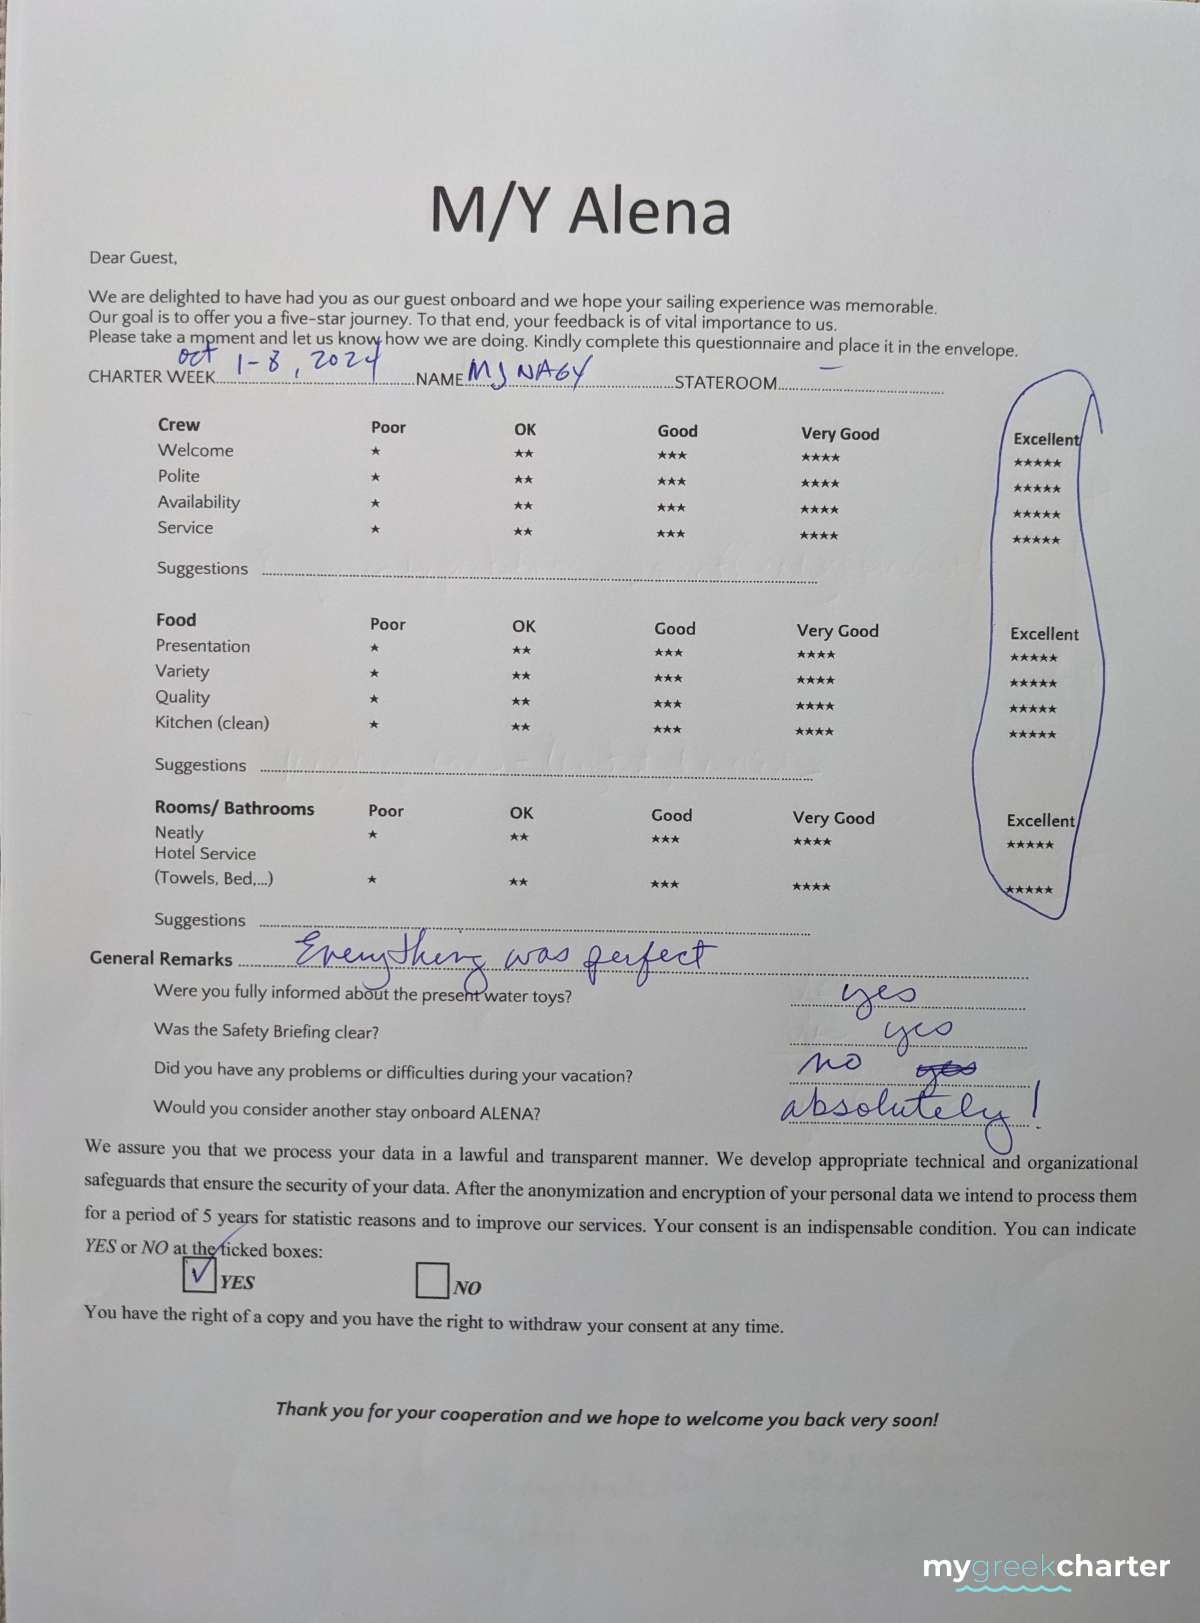 M/Y Alena
Dear Guest,
We are delighted to have had you as our guest onboard and we hope your sailing experience was memorable.
Our goal is to offer you a five-star journey. To that end, your feedback is of vital importance to us.
Please take a moment and let us know how we are doing. Kindly complete this questionnaire and place it in the envelope.
CHARTER WEEK Oct 1-8, 2024 NAME MJ NAGY STATEROOM —
Crew Poor OK Good Very Good Excellent
Welcome ★ ★★ ★★★ ★★★★ ★★★★★
Polite ★ ★★ ★★★ ★★★★ ★★★★★
Availability ★ ★★ ★★★ ★★★★ ★★★★★
Service ★ ★★ ★★★ ★★★★ ★★★★★
Suggestions
Food Poor OK Good Very Good Excellent
Presentation ★ ★★ ★★★ ★★★★ ★★★★★
Variety ★ ★★ ★★★ ★★★★ ★★★★★
Quality ★ ★★ ★★★ ★★★★ ★★★★★
Kitchen (clean) ★ ★★ ★★★ ★★★★ ★★★★★
Suggestions
Rooms/ Bathrooms Poor OK Good Very Good Excellent
Neatly ★ ★★ ★★★ ★★★★ ★★★★★
Hotel Service
(Towels, Bed,...) ★ ★★ ★★★ ★★★★ ★★★★★
Suggestions
General Remarks Everything was perfect
Were you fully informed about the present water toys? yes
Was the Safety Briefing clear? yes
Did you have any problems or difficulties during your vacation? no yes
Would you consider another stay onboard ALENA? absolutely!
We assure you that we process your data in a lawful and transparent manner. We develop appropriate technical and organizational
safeguards that ensure the security of your data. After the anonymization and encryption of your personal data we intend to process them
for a period of 5 years for statistic reasons and to improve our services. Your consent is an indispensable condition. You can indicate
YES or NO at the ticked boxes:
✓ YES NO
You have the right of a copy and you have the right to withdraw your consent at any time.
Thank you for your cooperation and we hope to welcome you back very soon!
mygreekcharter